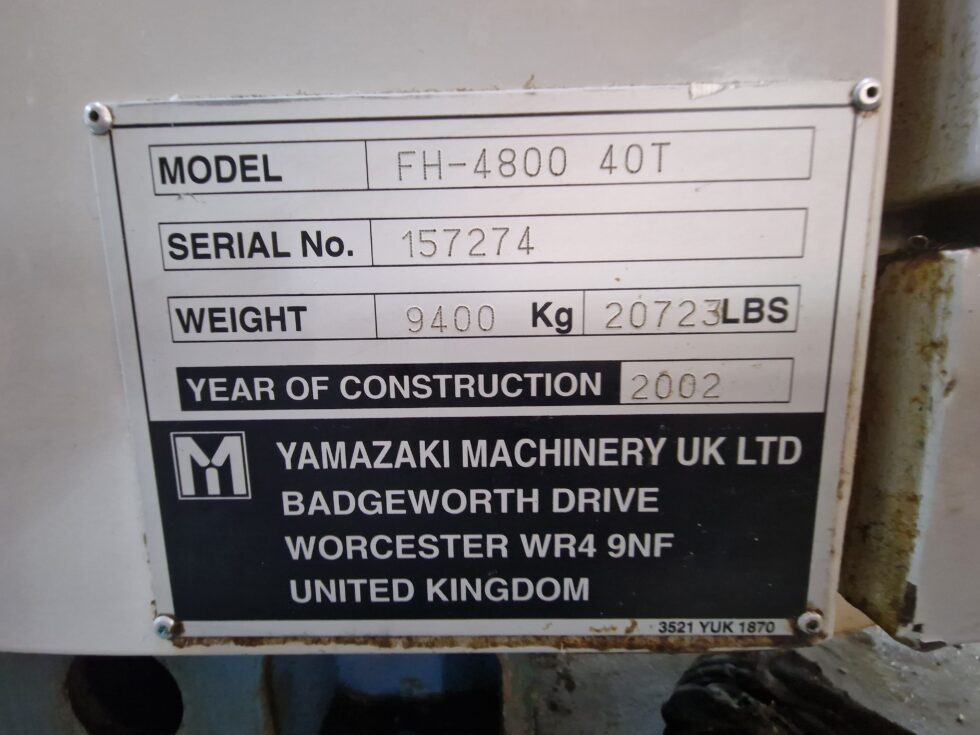 MODEL FH-4800 40T
SERIAL No. 157274
WEIGHT 9400 Kg 20723 LBS
YEAR OF CONSTRUCTION 2002
M YAMAZAKI MACHINERY UK LTD
BADGEWORTH DRIVE
WORCESTER WR4 9NF
UNITED KINGDOM
3521 YUK 1870